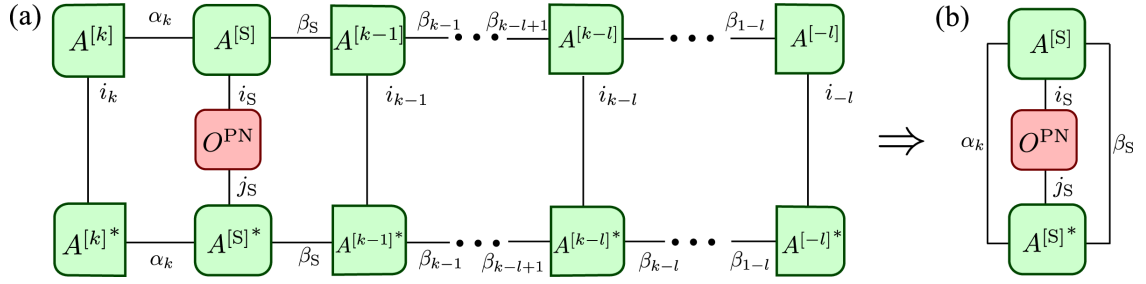 (a) α_k β_S β_{k-1} β_{k-l+1} β_{1-l} (b)
A^{[k]} A^{[S]} A^{[k-1]} ••• A^{[k-l]} ••• A^{[-l]} A^{[S]}
i_k i_S i_{k-1} i_{k-l} i_{-l} i_S
O^{PN} ⇒ α_k O^{PN} β_S
j_S j_S
A^{[k]*} A^{[S]*} A^{[k-1]*} ••• A^{[k-l]*} ••• A^{[-l]*} A^{[S]*}
α_k β_S β_{k-1} β_{k-l+1} β_{k-l} β_{1-l}